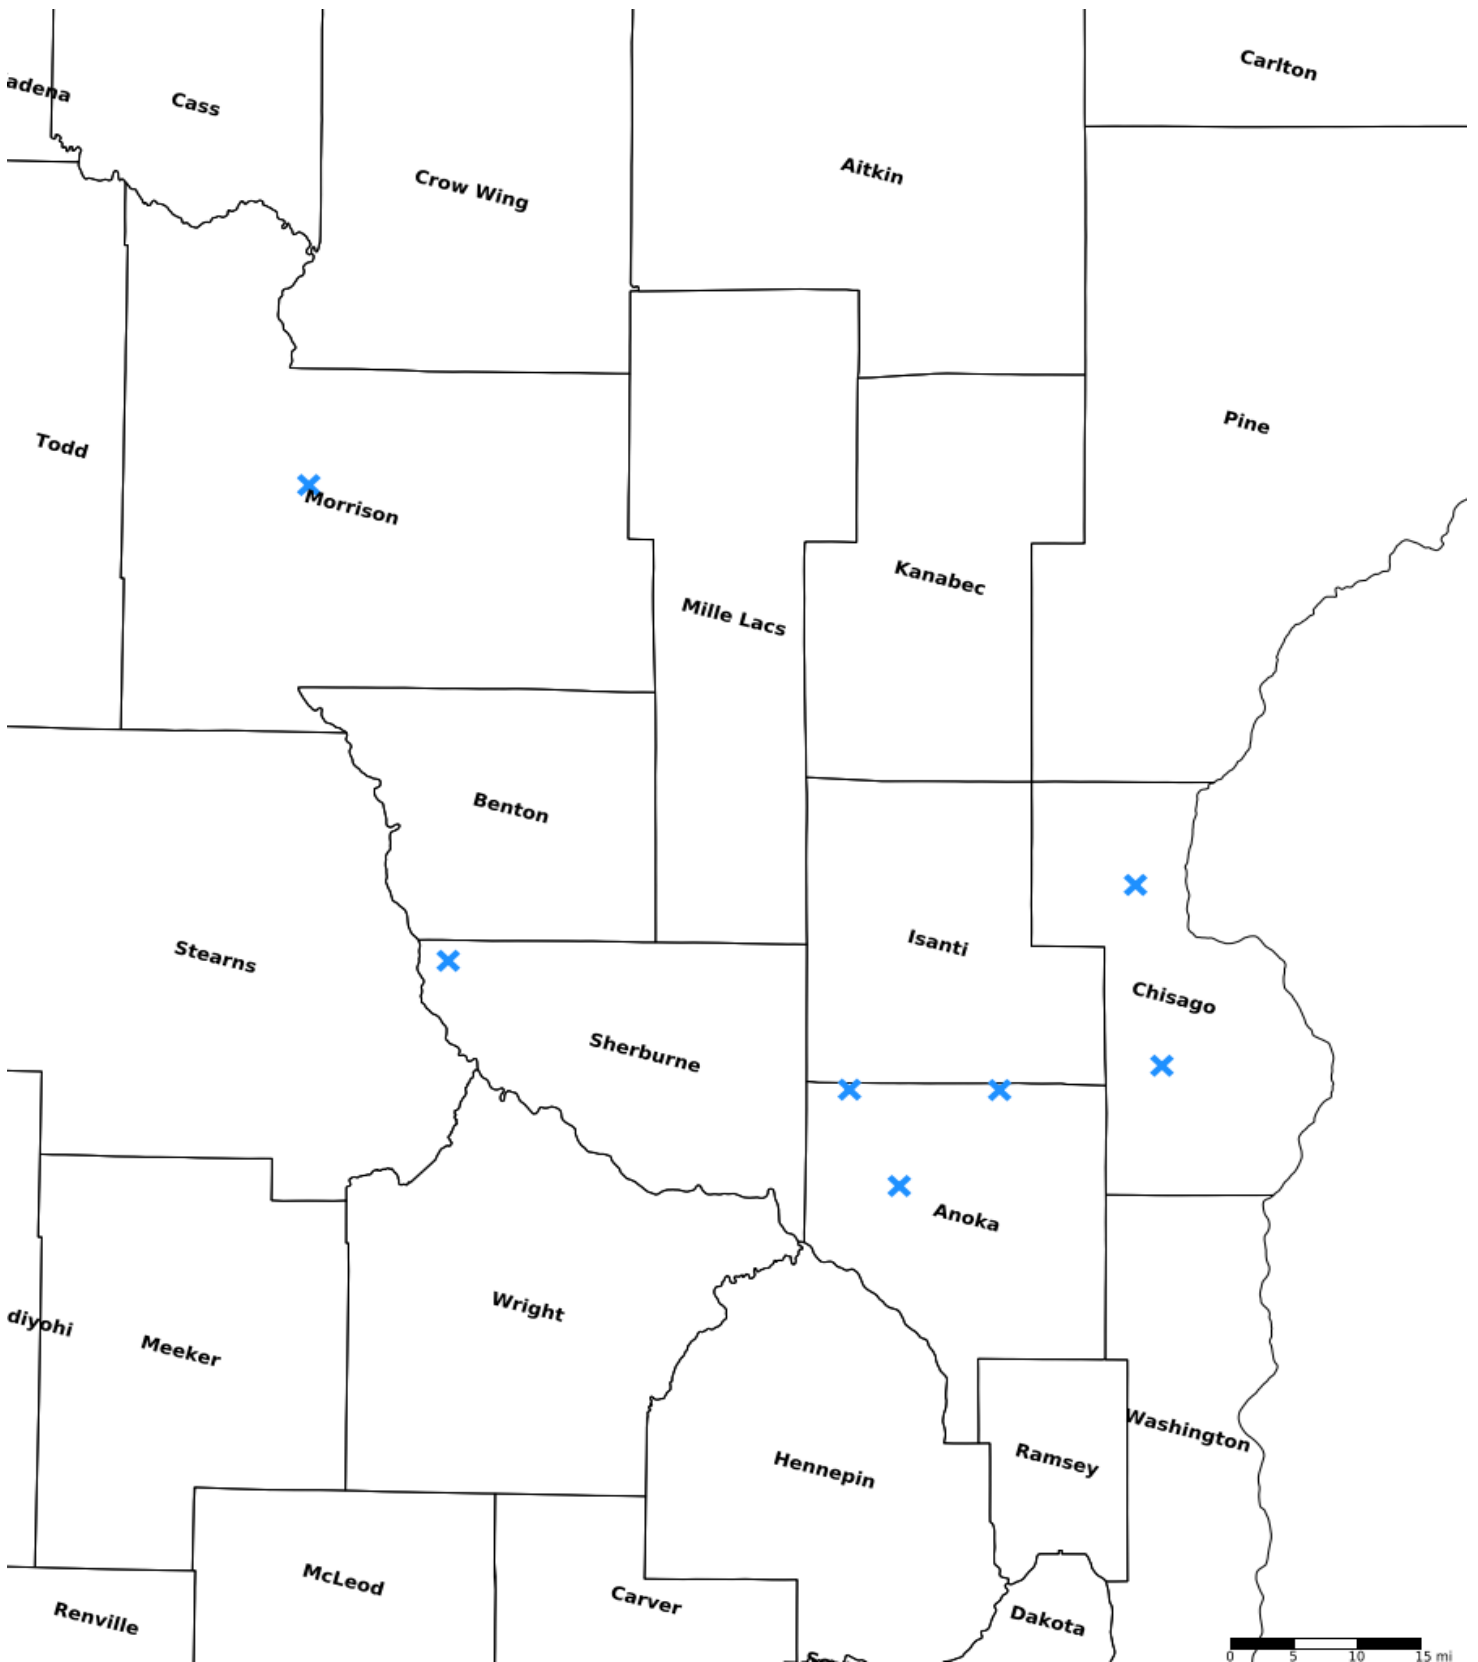 Carlton
adena
Cass
Aitkin
Crow Wing
Pine
Todd
Morrison
Kanabec
Mille Lacs
Benton
Isanti
Stearns
Chisago
Sherburne
Anoka
Wright
diyohi
Meeker
Washington
Ramsey
Hennepin
McLeod
Carver
Renville
Dakota
0 5 10 15 mi